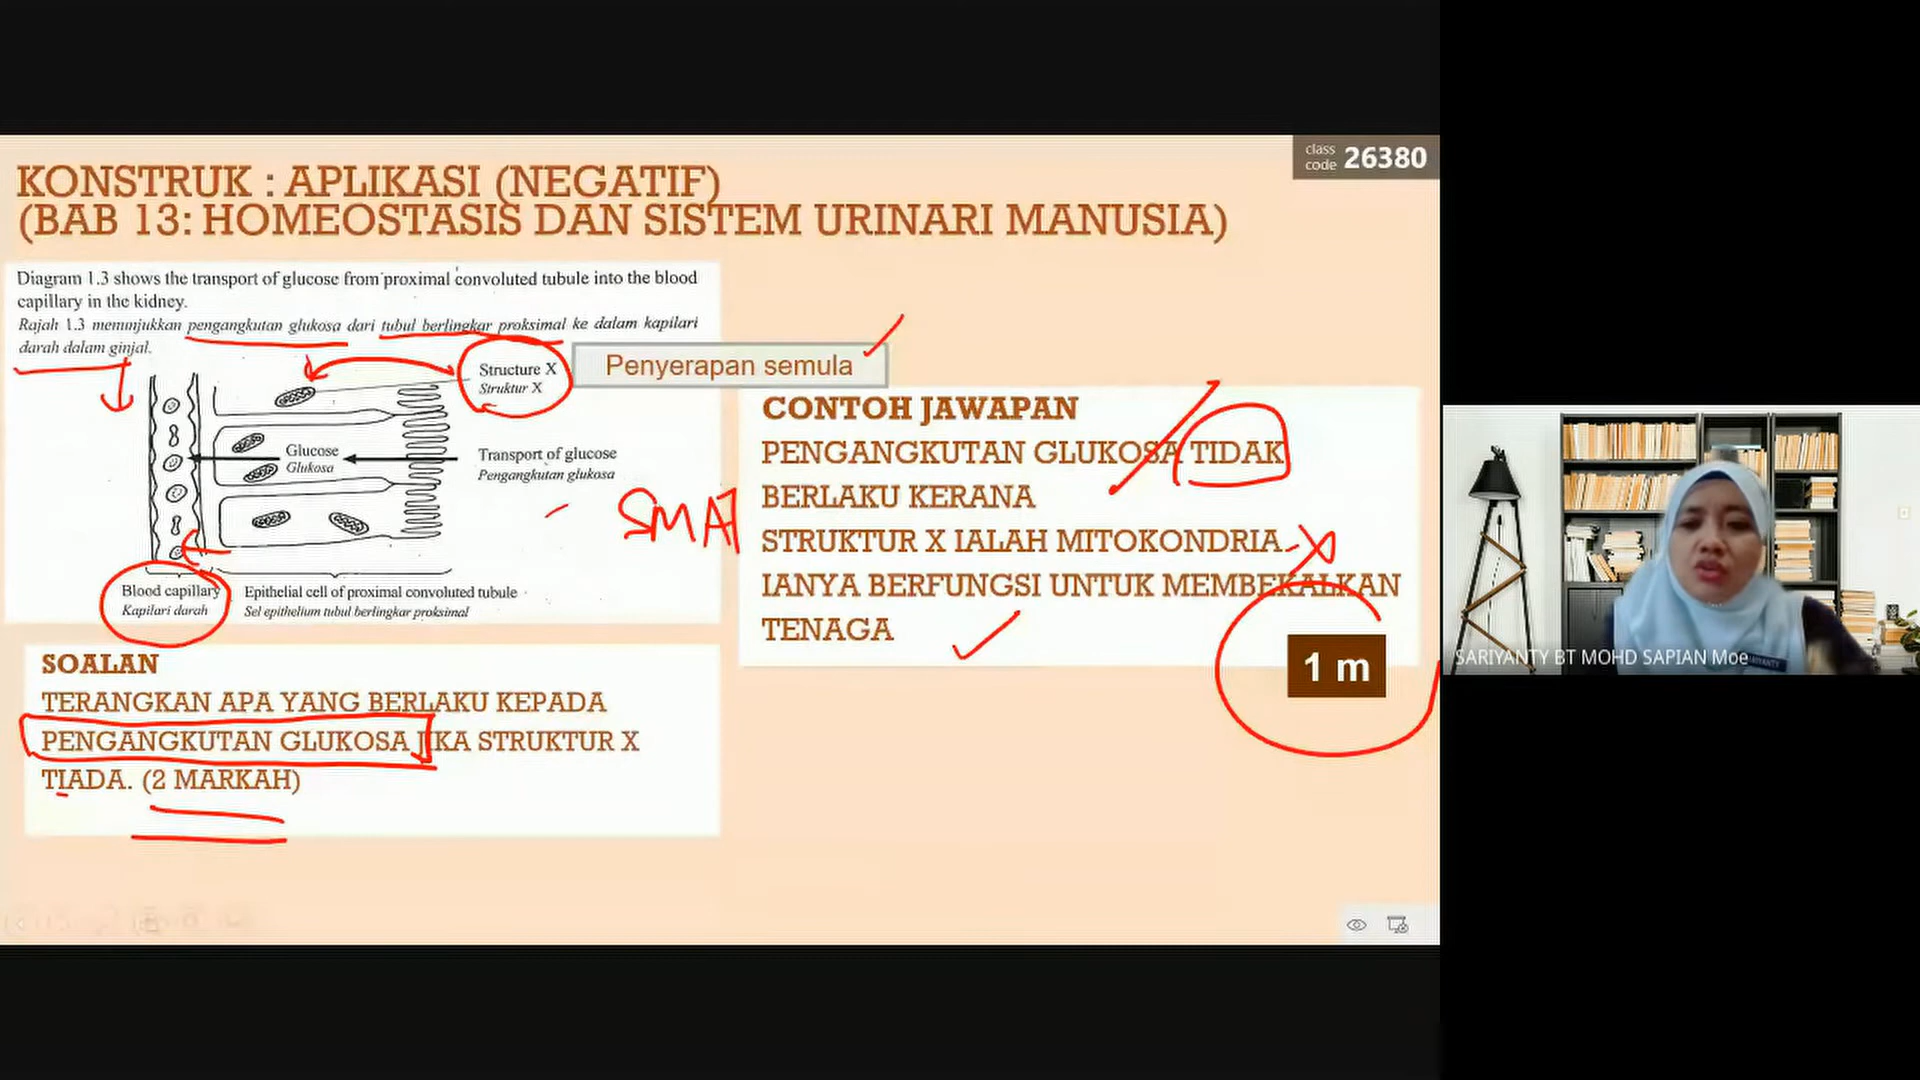 class
code 26380
KONSTRUK : APLIKASI (NEGATIF)
(BAB 13: HOMEOSTASIS DAN SISTEM URINARI MANUSIA)
Diagram 1.3 shows the transport of glucose from proximal convoluted tubule into the blood
capillary in the kidney.
Rajah 1.3 menunjukkan pengangkutan glukosa dari tubul berlingkar proksimal ke dalam kapilari
darah dalam ginjal.
Structure X
Struktur X
Glucose
Glukosa
Transport of glucose
Pengangkutan glukosa
Blood capillary
Kapilari darah
Epithelial cell of proximal convoluted tubule
Sel epithelium tubul berlingkar proksimal
Penyerapan semula
CONTOH JAWAPAN
PENGANGKUTAN GLUKOSA TIDAK
BERLAKU KERANA
STRUKTUR X IALAH MITOKONDRIA.
IANYA BERFUNGSI UNTUK MEMBEKALKAN
TENAGA
1 m
SOALAN
TERANGKAN APA YANG BERLAKU KEPADA
PENGANGKUTAN GLUKOSA JIKA STRUKTUR X
TIADA. (2 MARKAH)
SARIYANTY BT MOHD SAPIAN Moe